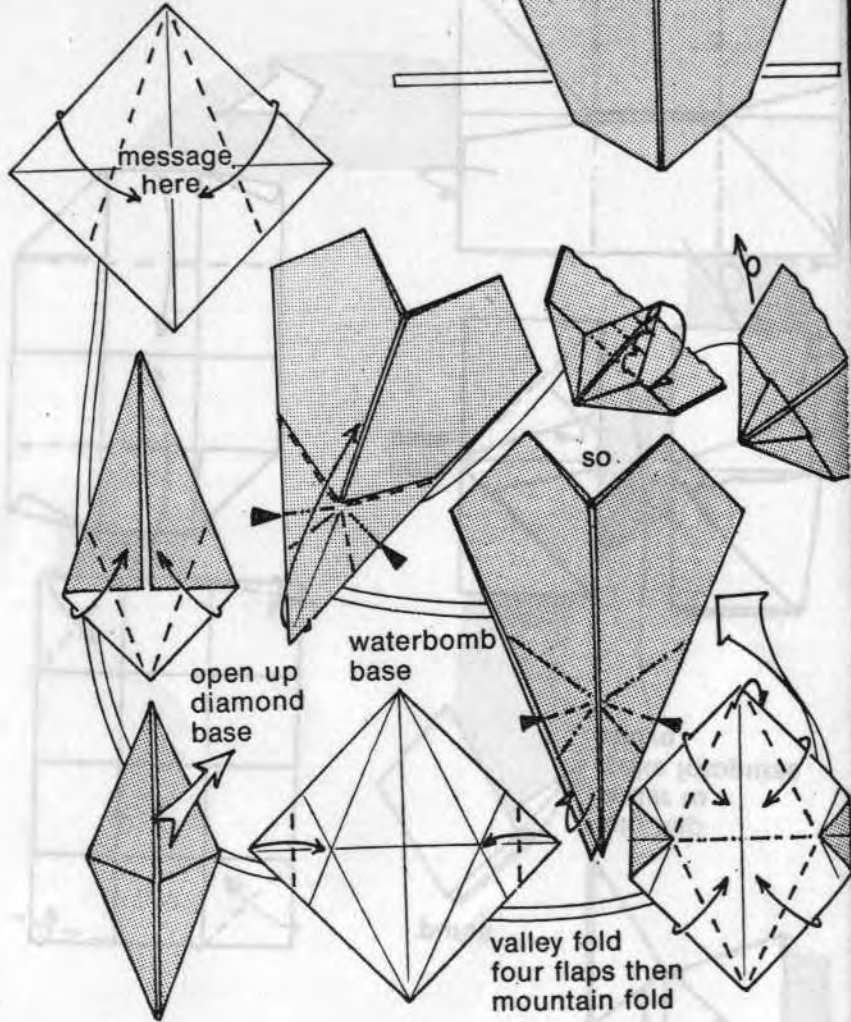 message
here
so.
waterbomb
base
open up
diamond
base
valley fold
four flaps then
mountain fold